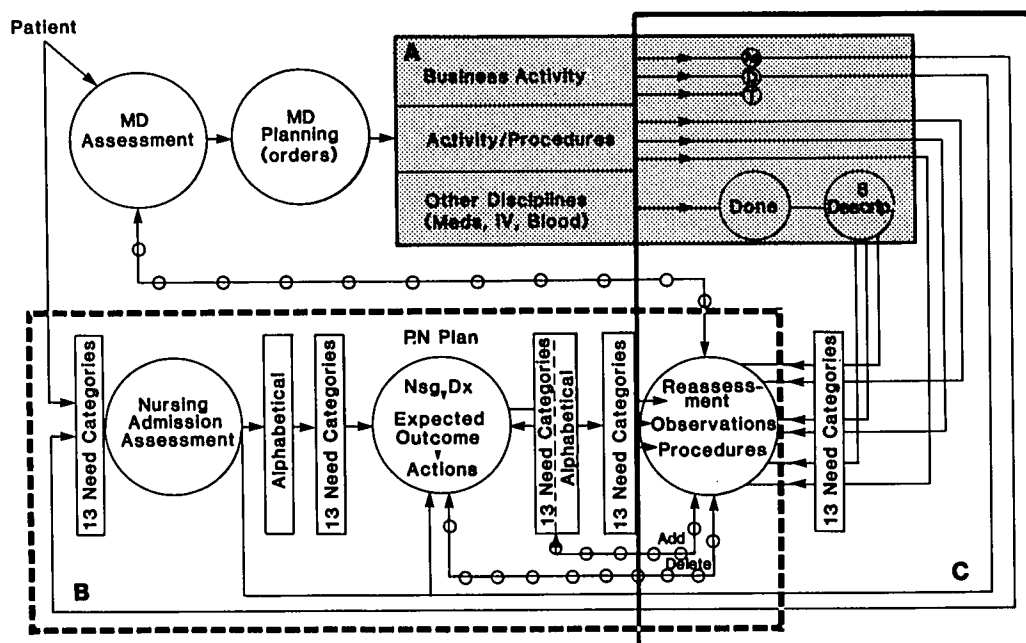 Patient
A
Business Activity
N
D
T
MD
Assessment
MD
Planning
(orders)
Activity/Procedures
Other Disciplines
(Meds, IV, Blood)
Done
B
Descrip.
P.N Plan
13 Need Categories
Nursing
Admission
Assessment
Alphabetical
13 Need Categories
Nsg, Dx
Expected
Outcome
Actions
13 Need Categories
Alphabetical
13 Need Categories
Reassess-
ment
Observations
Procedures
13 Need Categories
Add
Delete
B
C